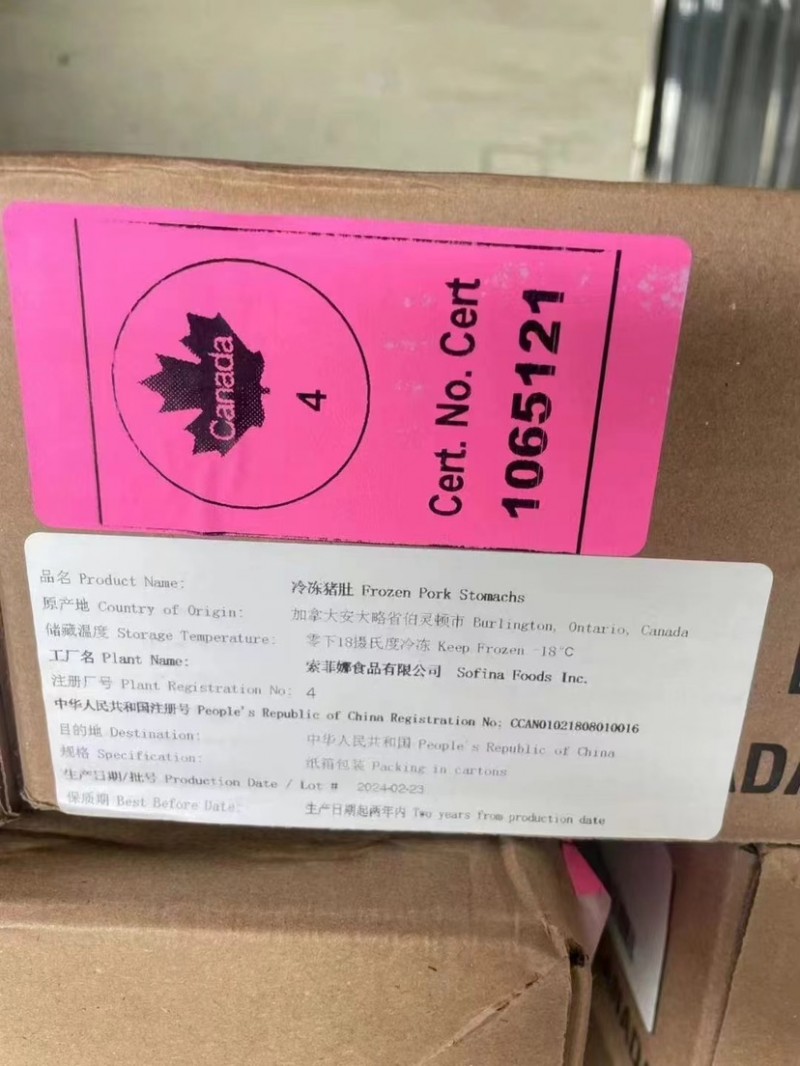 Canada
4
Cert. No. Cert
1065121
品名 Product Name: 冷冻猪肚 Frozen Pork Stomachs
原产地 Country of Origin: 加拿大安大略省伯灵顿市 Burlington, Ontario, Canada
储藏温度 Storage Temperature: 零下18摄氏度冷冻 Keep Frozen -18°C
工厂名 Plant Name: 索菲娜食品有限公司 Sofina Foods Inc.
注册厂号 Plant Registration No: 4
中华人民共和国注册号 People's Republic of China Registration No: CCAN01021808010016
目的地 Destination: 中华人民共和国 People's Republic of China
规格 Specification: 纸箱包装 Packing in cartons
生产日期/批号 Production Date / Lot # 2024-02-23
保质期 Best Before Date: 生产日期起两年内 Two years from production date
ADA